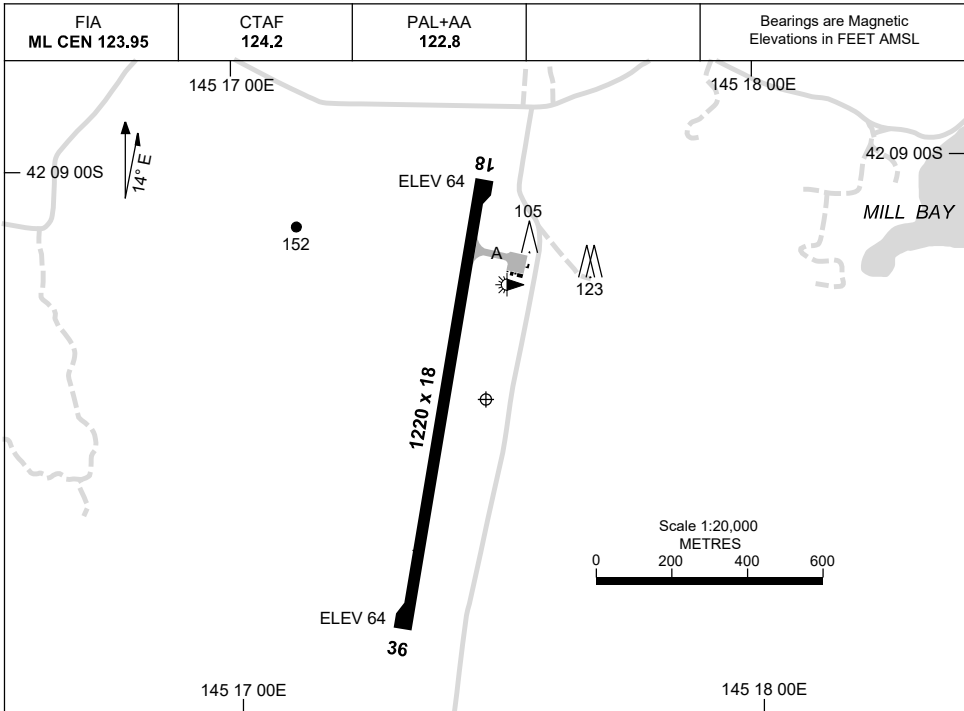 FIA
ML CEN 123.95
CTAF
124.2
PAL+AA
122.8
Bearings are Magnetic
Elevations in FEET AMSL
145 17 00E
145 18 00E
42 09 00S
14° E
152
ELEV 64
18
105
A
123
42 09 00S
MILL BAY
1220 x 18
Scale 1:20,000
METRES
0 200 400 600
ELEV 64
36
145 17 00E
145 18 00E